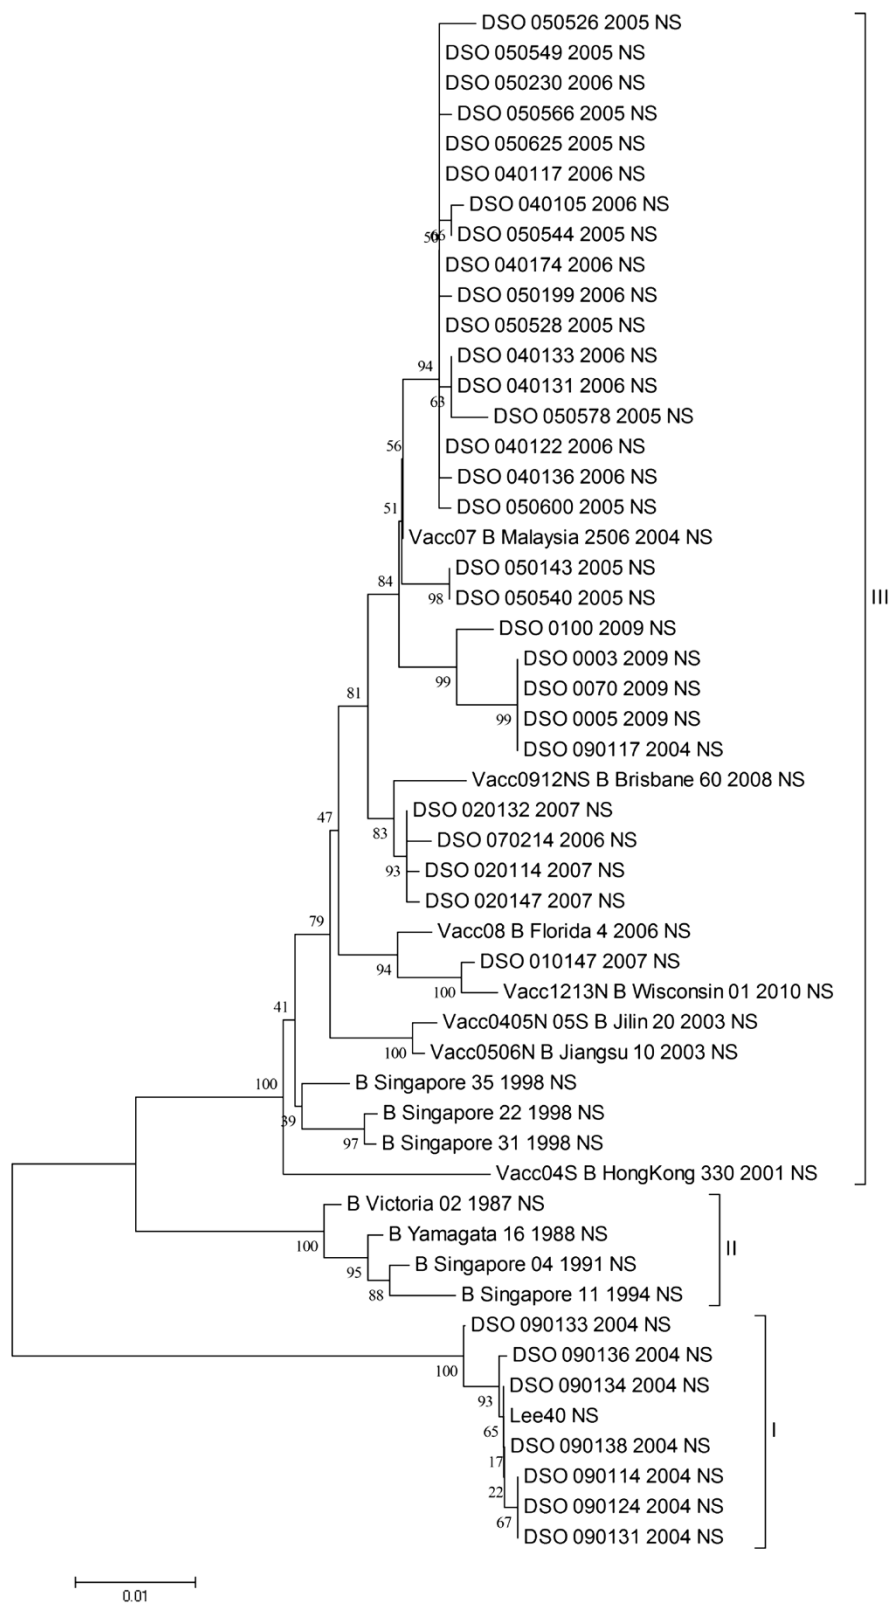 DSO 050526 2005 NS
DSO 050549 2005 NS
DSO 050230 2006 NS
DSO 050566 2005 NS
DSO 050625 2005 NS
DSO 040117 2006 NS
DSO 040105 2006 NS
DSO 050544 2005 NS
66
DSO 040174 2006 NS
DSO 050199 2006 NS
DSO 050528 2005 NS
DSO 040133 2006 NS
94
DSO 040131 2006 NS
63
DSO 050578 2005 NS
DSO 040122 2006 NS
56
DSO 040136 2006 NS
DSO 050600 2005 NS
51
Vacc07 B Malaysia 2506 2004 NS
DSO 050143 2005 NS
84
DSO 050540 2005 NS
98
III
DSO 0100 2009 NS
DSO 0003 2009 NS
99
DSO 0070 2009 NS
81
DSO 0005 2009 NS
99
DSO 090117 2004 NS
Vacc0912NS B Brisbane 60 2008 NS
DSO 020132 2007 NS
47
83
DSO 070214 2006 NS
DSO 020114 2007 NS
93
DSO 020147 2007 NS
79
Vacc08 B Florida 4 2006 NS
DSO 010147 2007 NS
94
Vacc1213N B Wisconsin 01 2010 NS
100
41
Vacc0405N 05S B Jilin 20 2003 NS
Vacc0506N B Jiangsu 10 2003 NS
100
100
B Singapore 35 1998 NS
B Singapore 22 1998 NS
39
B Singapore 31 1998 NS
97
Vacc04S B HongKong 330 2001 NS
B Victoria 02 1987 NS
B Yamagata 16 1988 NS
100
II
B Singapore 04 1991 NS
95
B Singapore 11 1994 NS
88
DSO 090133 2004 NS
DSO 090136 2004 NS
100
DSO 090134 2004 NS
93
Lee40 NS
65
I
DSO 090138 2004 NS
17
DSO 090114 2004 NS
22
DSO 090124 2004 NS
67
DSO 090131 2004 NS
0.01